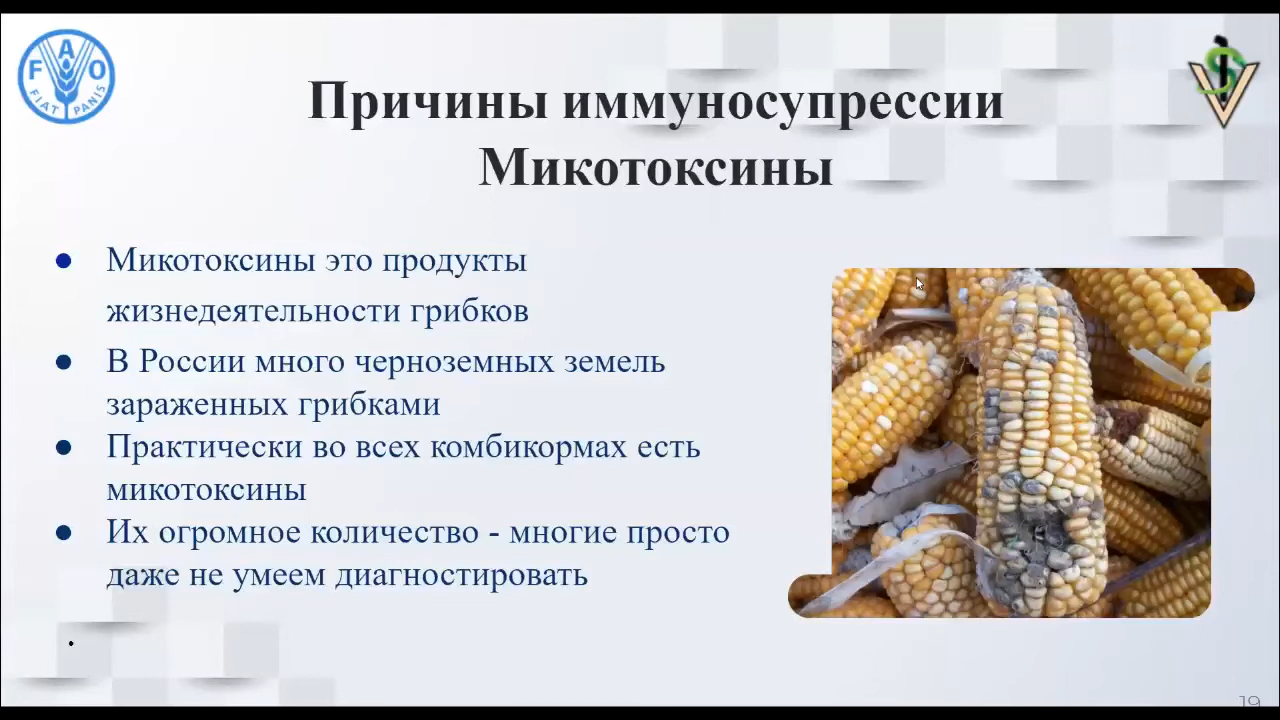 F A O
FIAT PANIS
VS
Причины иммуносупрессии
Микотоксины
● Микотоксины это продукты
жизнедеятельности грибков
● В России много черноземных земель
зараженных грибками
● Практически во всех комбикормах есть
микотоксины
● Их огромное количество - многие просто
даже не умеем диагностировать
.
19